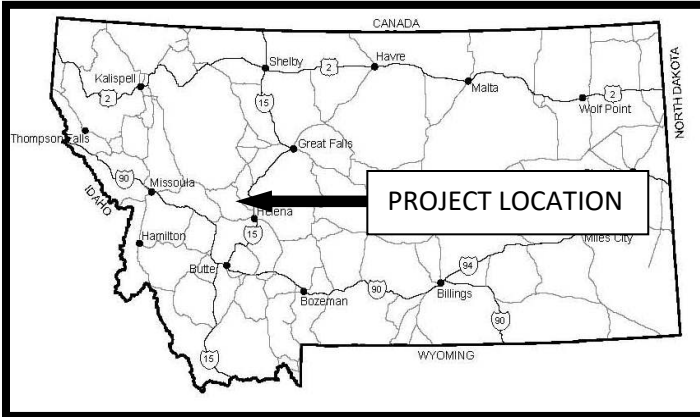 CANADA
Shelby
Havre
2
Kalispell
2
Malta
2
15
Wolf Point
NORTH DAKOTA
Thompson Falls
Great Falls
90
Missoula
PROJECT LOCATION
IDAHO
Helena
Hamilton
15
Miles City
Butte
94
Billings
90
Bozeman
90
15
WYOMING